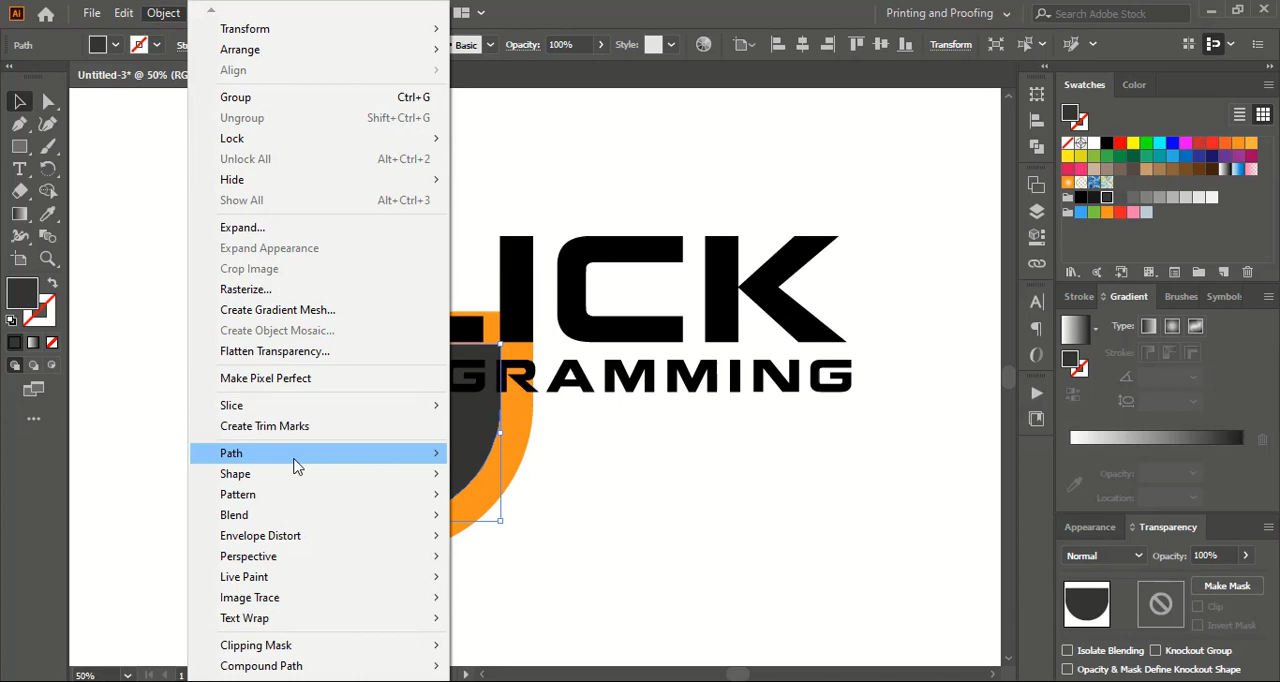 Ai File Edit Object Printing and Proofing Search Adobe Stock
Path Basic Opacity: 100% Style: Transform
Untitled-3* @ 50% (RG
Transform
Arrange
Align
Group Ctrl+G
Ungroup Shift+Ctrl+G
Lock
Unlock All Alt+Ctrl+2
Hide
Show All Alt+Ctrl+3
Expand...
Expand Appearance
Crop Image
Rasterize...
Create Gradient Mesh...
Create Object Mosaic...
Flatten Transparency...
Make Pixel Perfect
Slice
Create Trim Marks
Path
Shape
Pattern
Blend
Envelope Distort
Perspective
Live Paint
Image Trace
Text Wrap
Clipping Mask
Compound Path
ICK
GRAMMING
Swatches Color
Stroke Gradient Brushes Symbols
Type:
Stroke:
Opacity:
Location:
Appearance Transparency
Normal Opacity: 100%
Make Mask
Clip
Invert Mask
Isolate Blending Knockout Group
Opacity & Mask Define Knockout Shape
50% 1